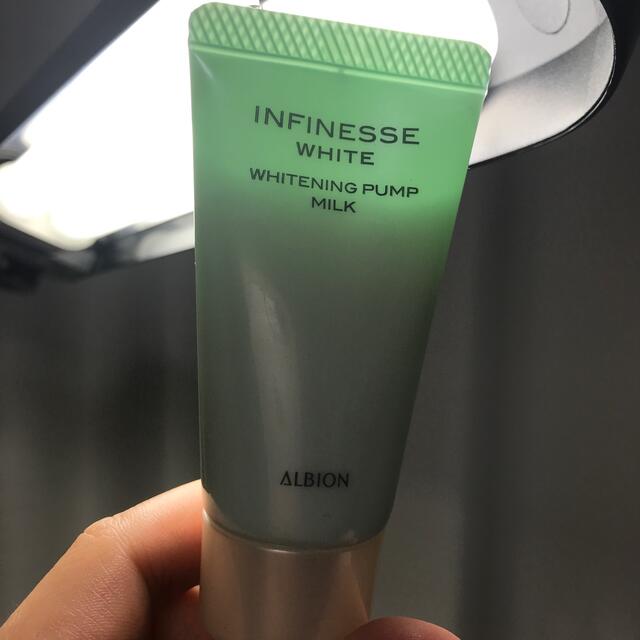 INFINESSE
WHITE
WHITENING PUMP
MILK
ALBION